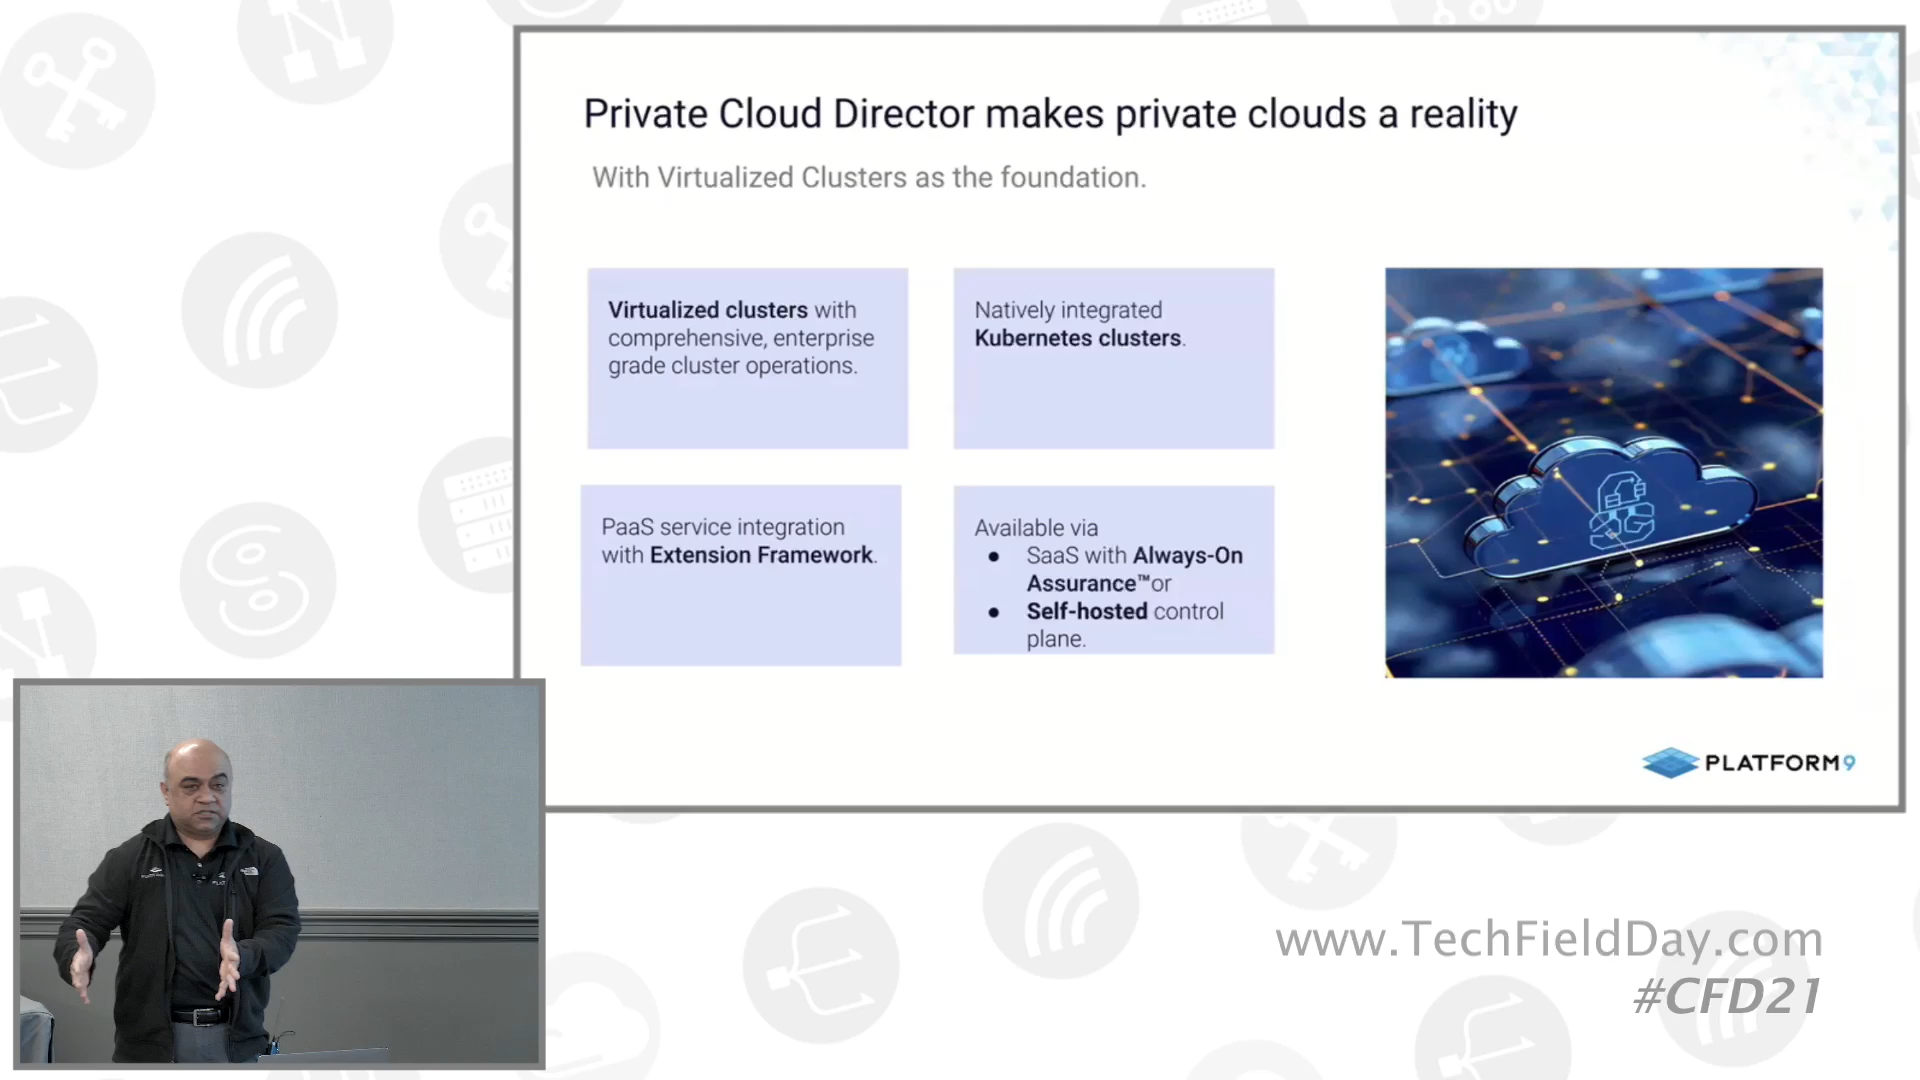 Private Cloud Director makes private clouds a reality
With Virtualized Clusters as the foundation.
Virtualized clusters with
comprehensive, enterprise
grade cluster operations.
Natively integrated
Kubernetes clusters.
PaaS service integration
with Extension Framework.
Available via
● SaaS with Always-On
Assurance™or
● Self-hosted control
plane.
PLATFORM9
www.TechFieldDay.com
#CFD21